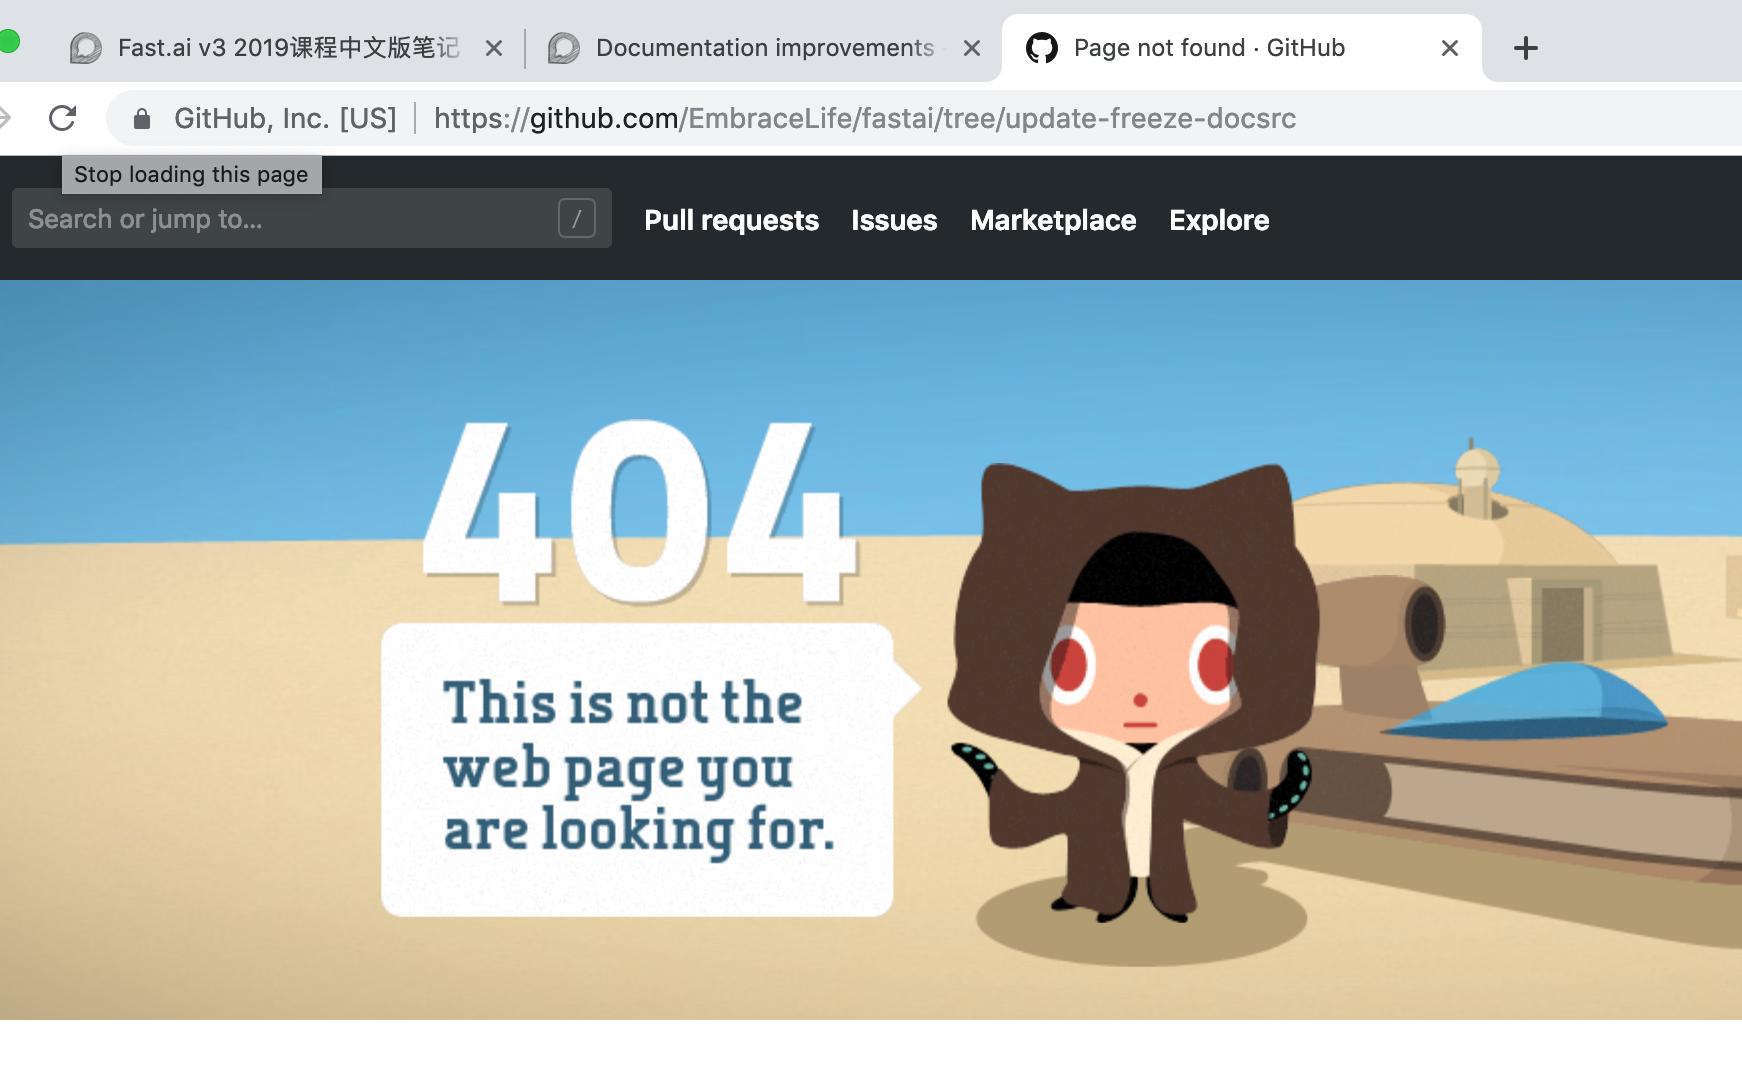 Fast.ai v3 2019课程中文版笔记
Documentation improvements -
Page not found · GitHub
GitHub, Inc. [US]
https://github.com/EmbraceLife/fastai/tree/update-freeze-docsrc
Stop loading this page
Search or jump to...
/
Pull requests
Issues
Marketplace
Explore
404
This is not the
web page you
are looking for.